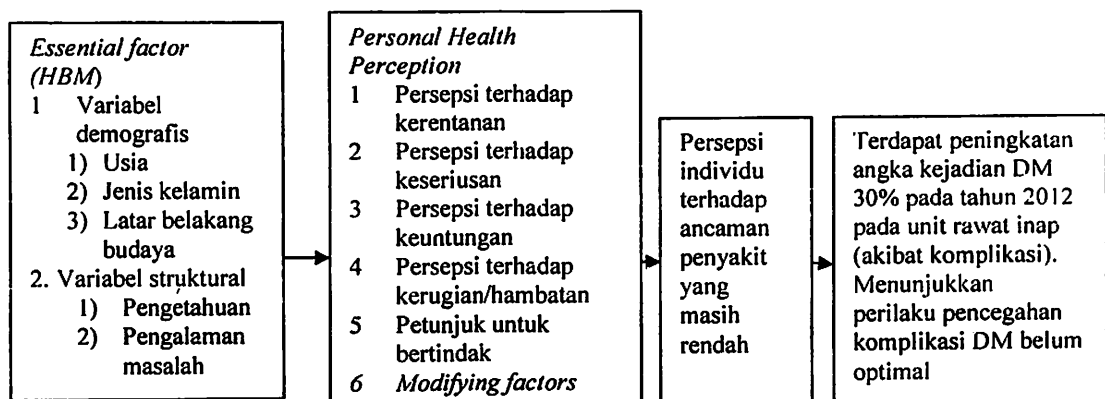 Essential factor
(HBM)
1 Variabel
demografis
1) Usia
2) Jenis kelamin
3) Latar belakang
budaya
2. Variabel struktural
1) Pengetahuan
2) Pengalaman
masalah
Personal Health
Perception
1 Persepsi terhadap
kerentanan
2 Persepsi terhadap
keseriusan
3 Persepsi terhadap
keuntungan
4 Persepsi terhadap
kerugian/hambatan
5 Petunjuk untuk
bertindak
6 Modifying factors
Persepsi
individu
terhadap
ancaman
penyakit
yang
masih
rendah
Terdapat peningkatan
angka kejadian DM
30% pada tahun 2012
pada unit rawat inap
(akibat komplikasi).
Menunjukkan
perilaku pencegahan
komplikasi DM belum
optimal